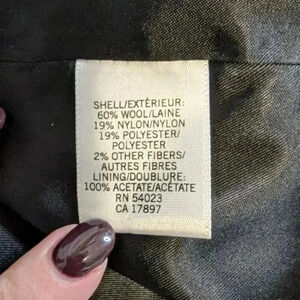 SHELL/EXTÉRIEUR:
60% WOOL/LAINE
19% NYLON/NYLON
19% POLYESTER/
POLYESTER
2% OTHER FIBERS/
AUTRES FIBRES
LINING/DOUBLURE:
100% ACETATE/ACÉTATE
RN 54023
CA 17897